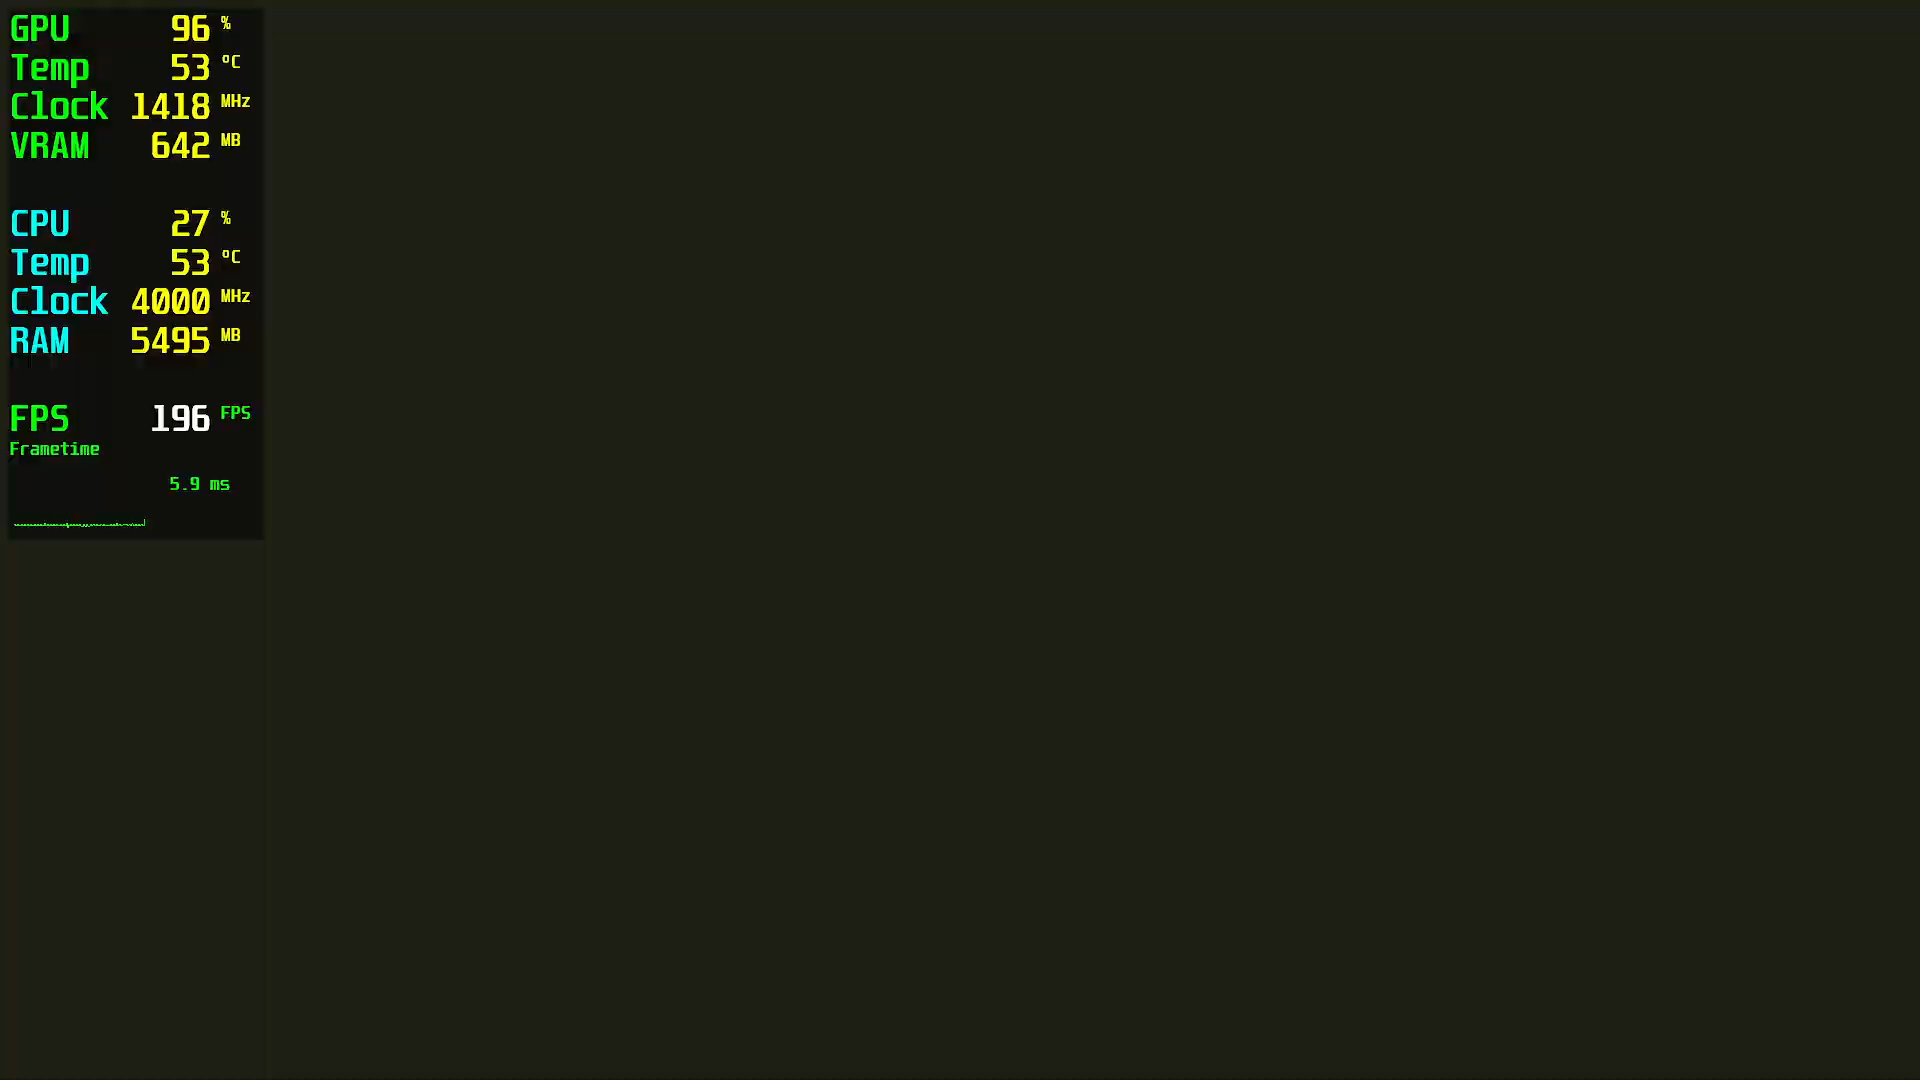 GPU 96 %
Temp 53 °C
Clock 1418 MHz
VRAM 642 MB
CPU 27 %
Temp 53 °C
Clock 4000 MHz
RAM 5495 MB
FPS 196 FPS
Frametime
5.9 ms